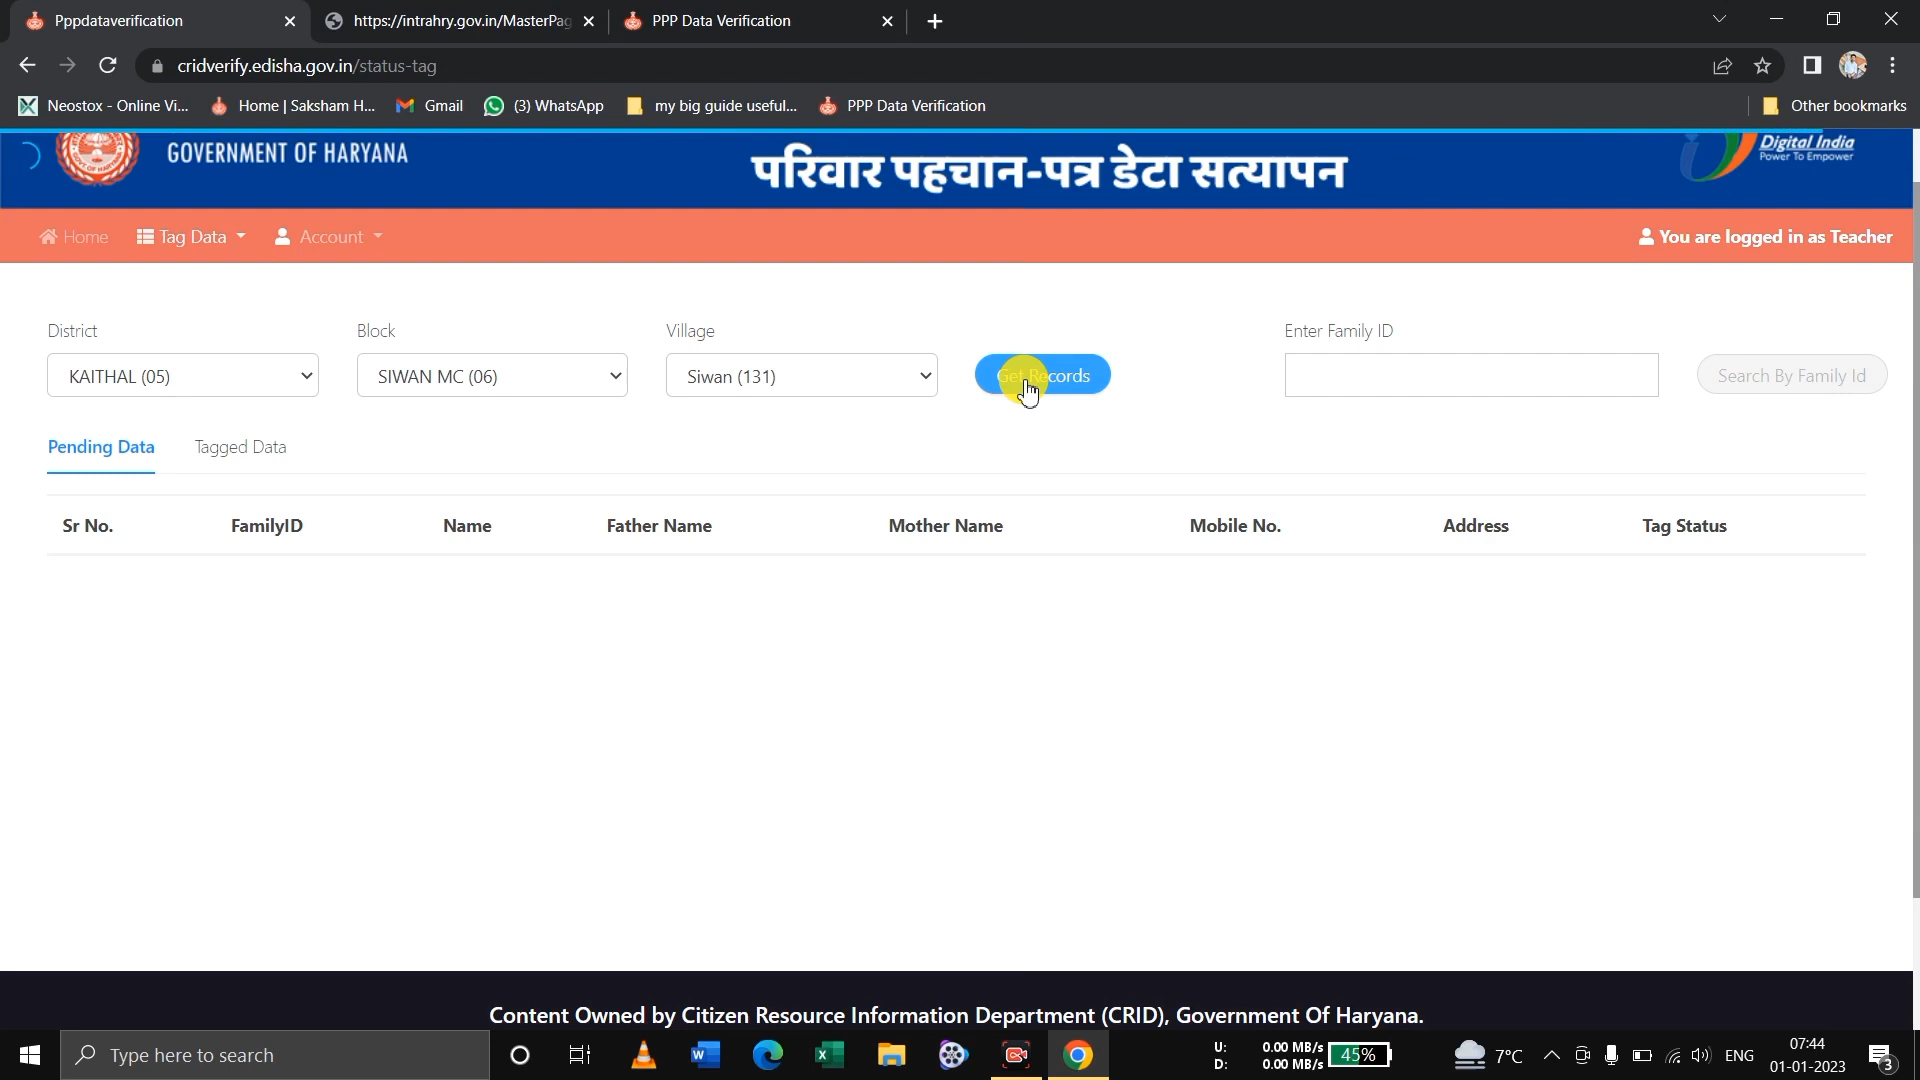 Pppdataverification
https://intrahry.gov.in/MasterPag
PPP Data Verification
cridverify.edisha.gov.in/status-tag
Neostox - Online Vi...
Home | Saksham H...
Gmail
(3) WhatsApp
my big guide useful...
PPP Data Verification
Other bookmarks
GOVERNMENT OF HARYANA
परिवार पहचान-पत्र डेटा सत्यापन
Digital India
Power To Empower
Home
Tag Data
Account
You are logged in as Teacher
District
Block
Village
Enter Family ID
KAITHAL (05)
SIWAN MC (06)
Siwan (131)
Get Records
Search By Family Id
Pending Data
Tagged Data
Sr No.
FamilyID
Name
Father Name
Mother Name
Mobile No.
Address
Tag Status
Content Owned by Citizen Resource Information Department (CRID), Government Of Haryana.
Type here to search
U: 0.00 MB/s
D: 0.00 MB/s
45%
7°C
ENG
07:44
01-01-2023
3